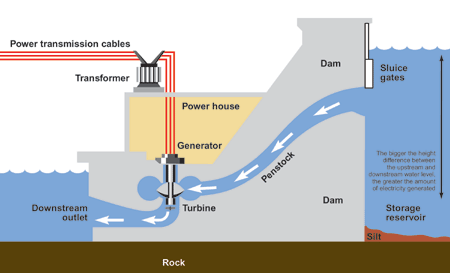 Power transmission cables
Transformer
Dam
Sluice
gates
Power house
Generator
The bigger the height
difference between
the upstream and
downstream water level,
the greater the amount
of electricity generated
Penstock
Downstream
outlet
Turbine
Dam
Storage
reservoir
Silt
Rock